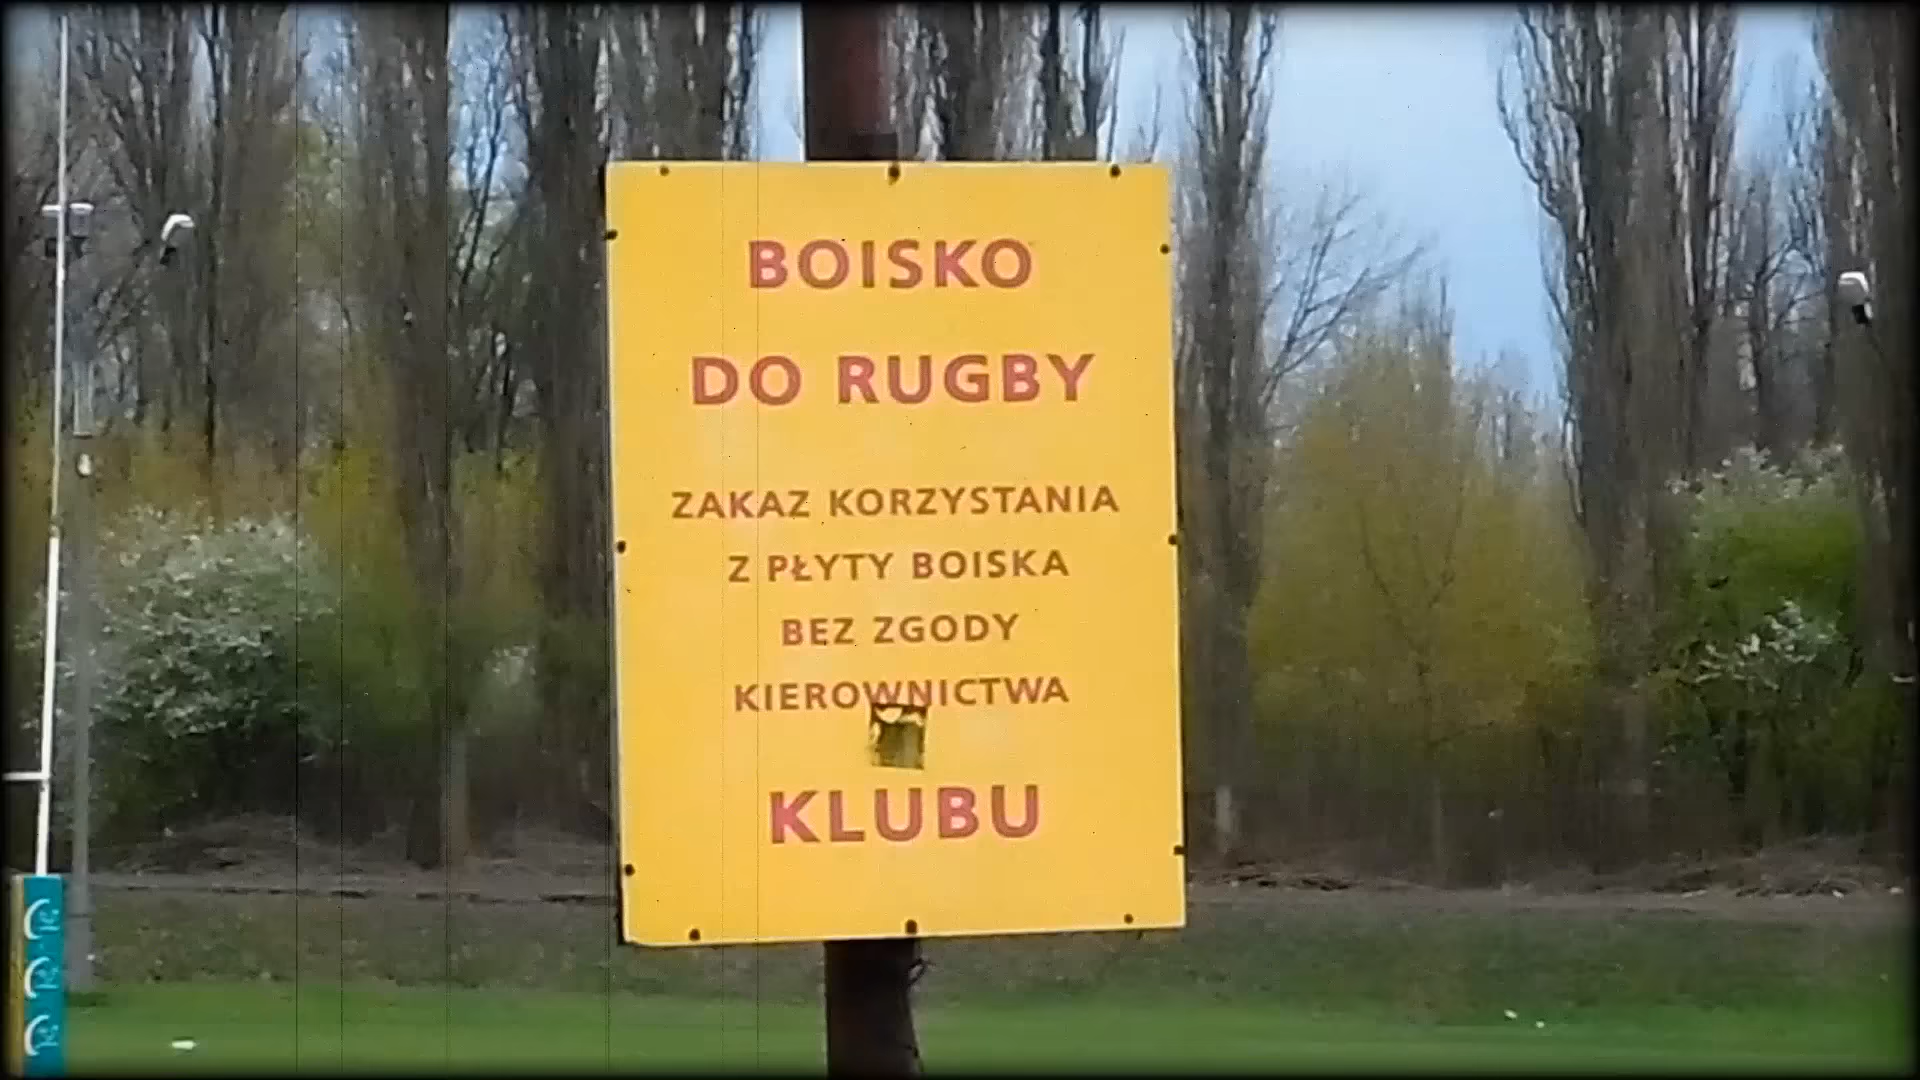 BOISKO
DO RUGBY
ZAKAZ KORZYSTANIA
Z PŁYTY BOISKA
BEZ ZGODY
KIEROWNICTWA
KLUBU